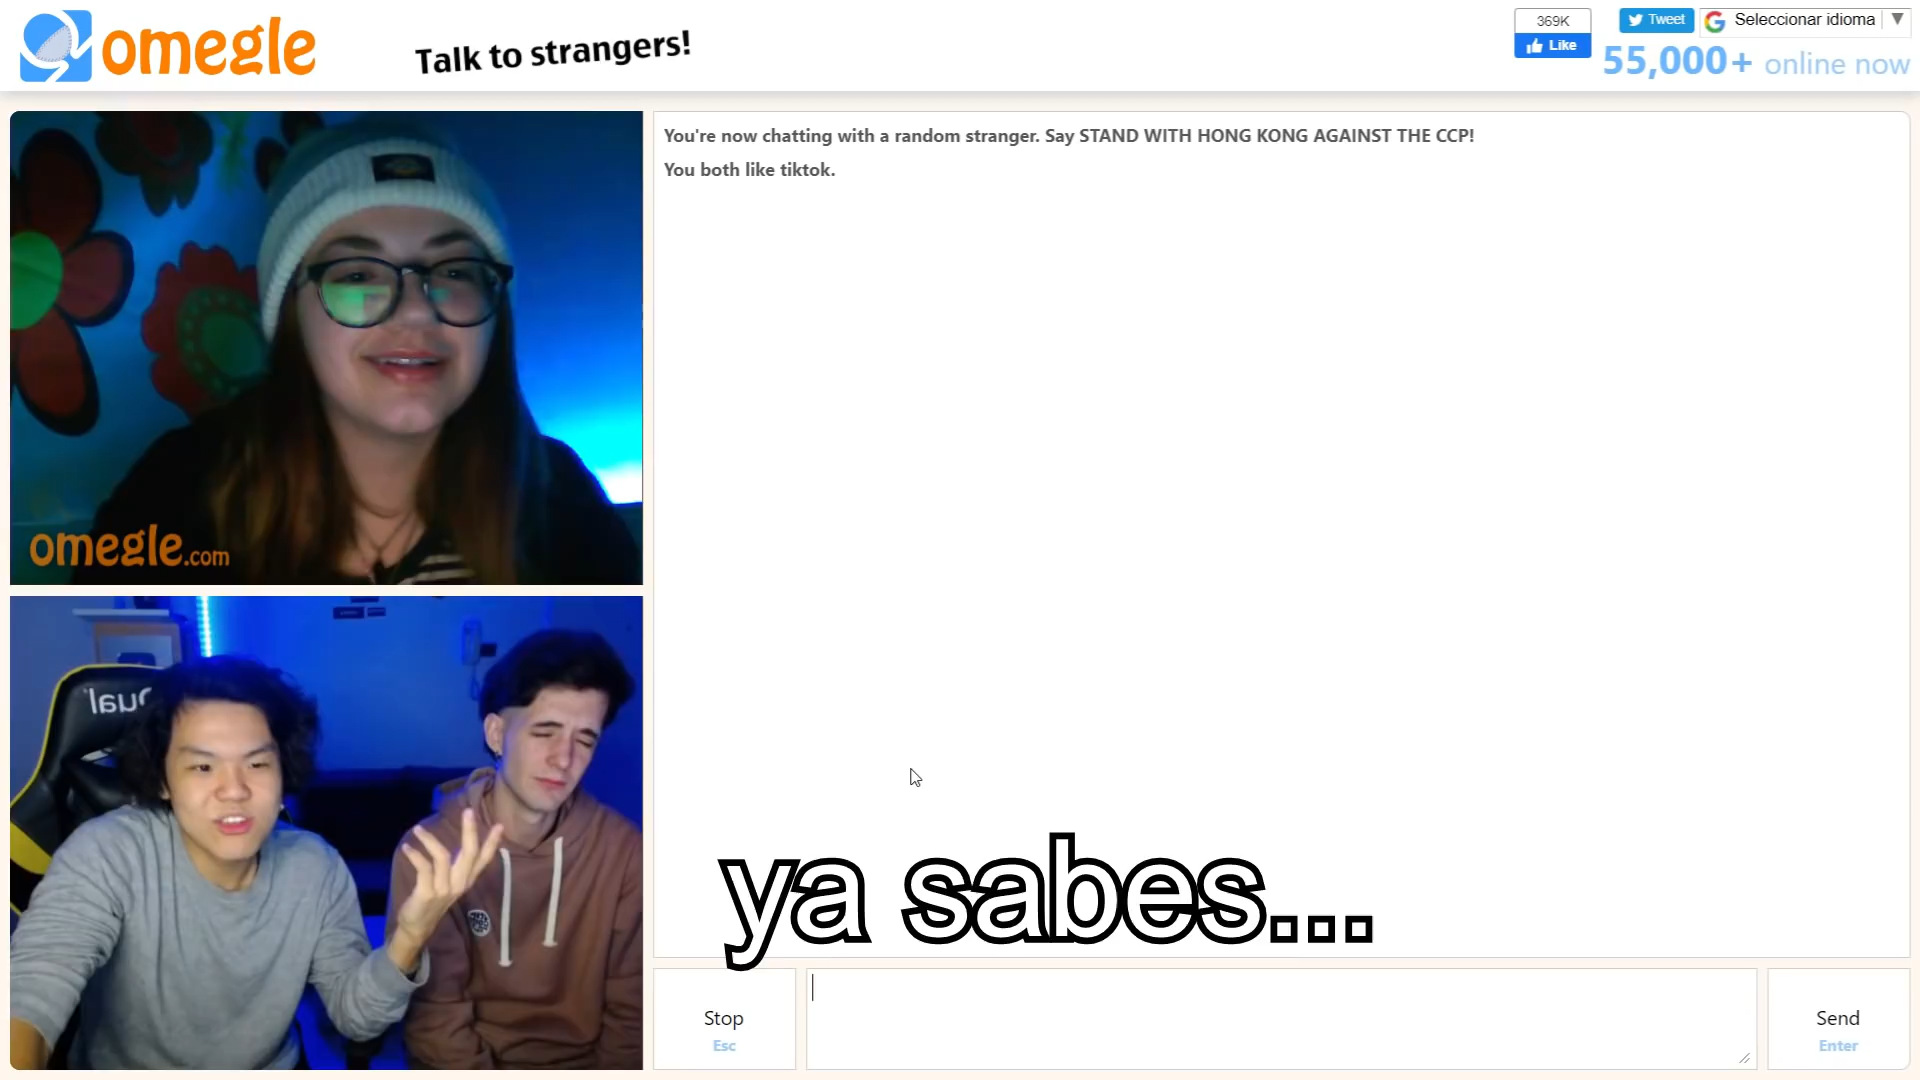 omegle
Talk to strangers!
369K
Like
Tweet
Seleccionar idioma
55,000+ online now
You're now chatting with a random stranger. Say STAND WITH HONG KONG AGAINST THE CCP!
You both like tiktok.
omegle.com
ya sabes...
Stop
Esc
Send
Enter